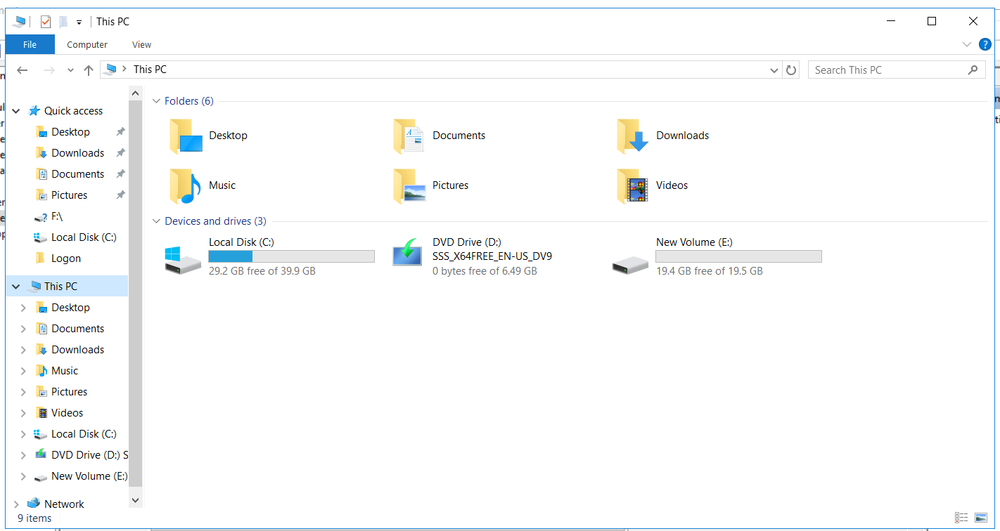 This PC
File Computer View ?
This PC
Search This PC
Quick access
Desktop
Downloads
Documents
Pictures
F:\
Local Disk (C:)
Logon
This PC
Desktop
Documents
Downloads
Music
Pictures
Videos
Local Disk (C:)
DVD Drive (D:) S
New Volume (E:)
Network
Folders (6)
Desktop Documents Downloads
Music Pictures Videos
Devices and drives (3)
Local Disk (C:)
29.2 GB free of 39.9 GB
DVD Drive (D:)
SSS_X64FREE_EN-US_DV9
0 bytes free of 6.49 GB
New Volume (E:)
19.4 GB free of 19.5 GB
9 items